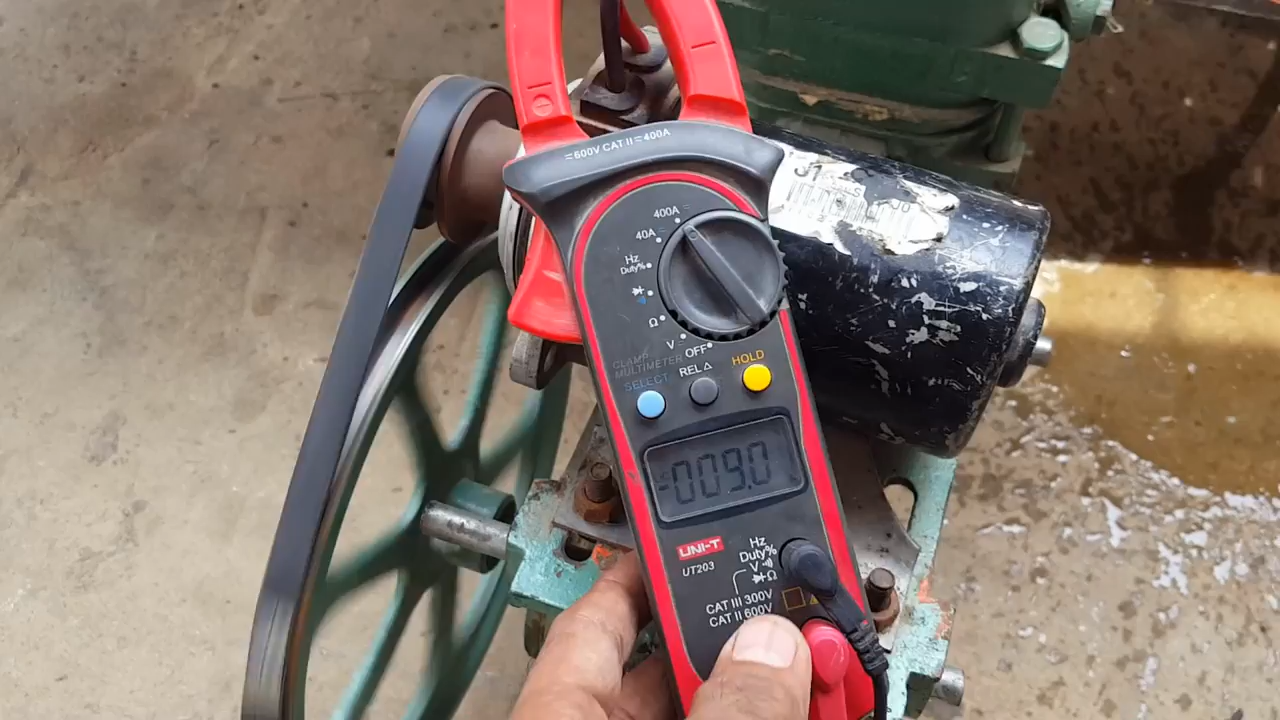 =600V CAT II=400A
400A
40A
Hz
Duty%
Ω
V
OFF
CLAMP
MULTIMETER
SELECT
REL△
HOLD
-009.0
UNI-T
UT203
Hz
Duty%
V
Ω
CAT III 300V
CAT II 600V
J1